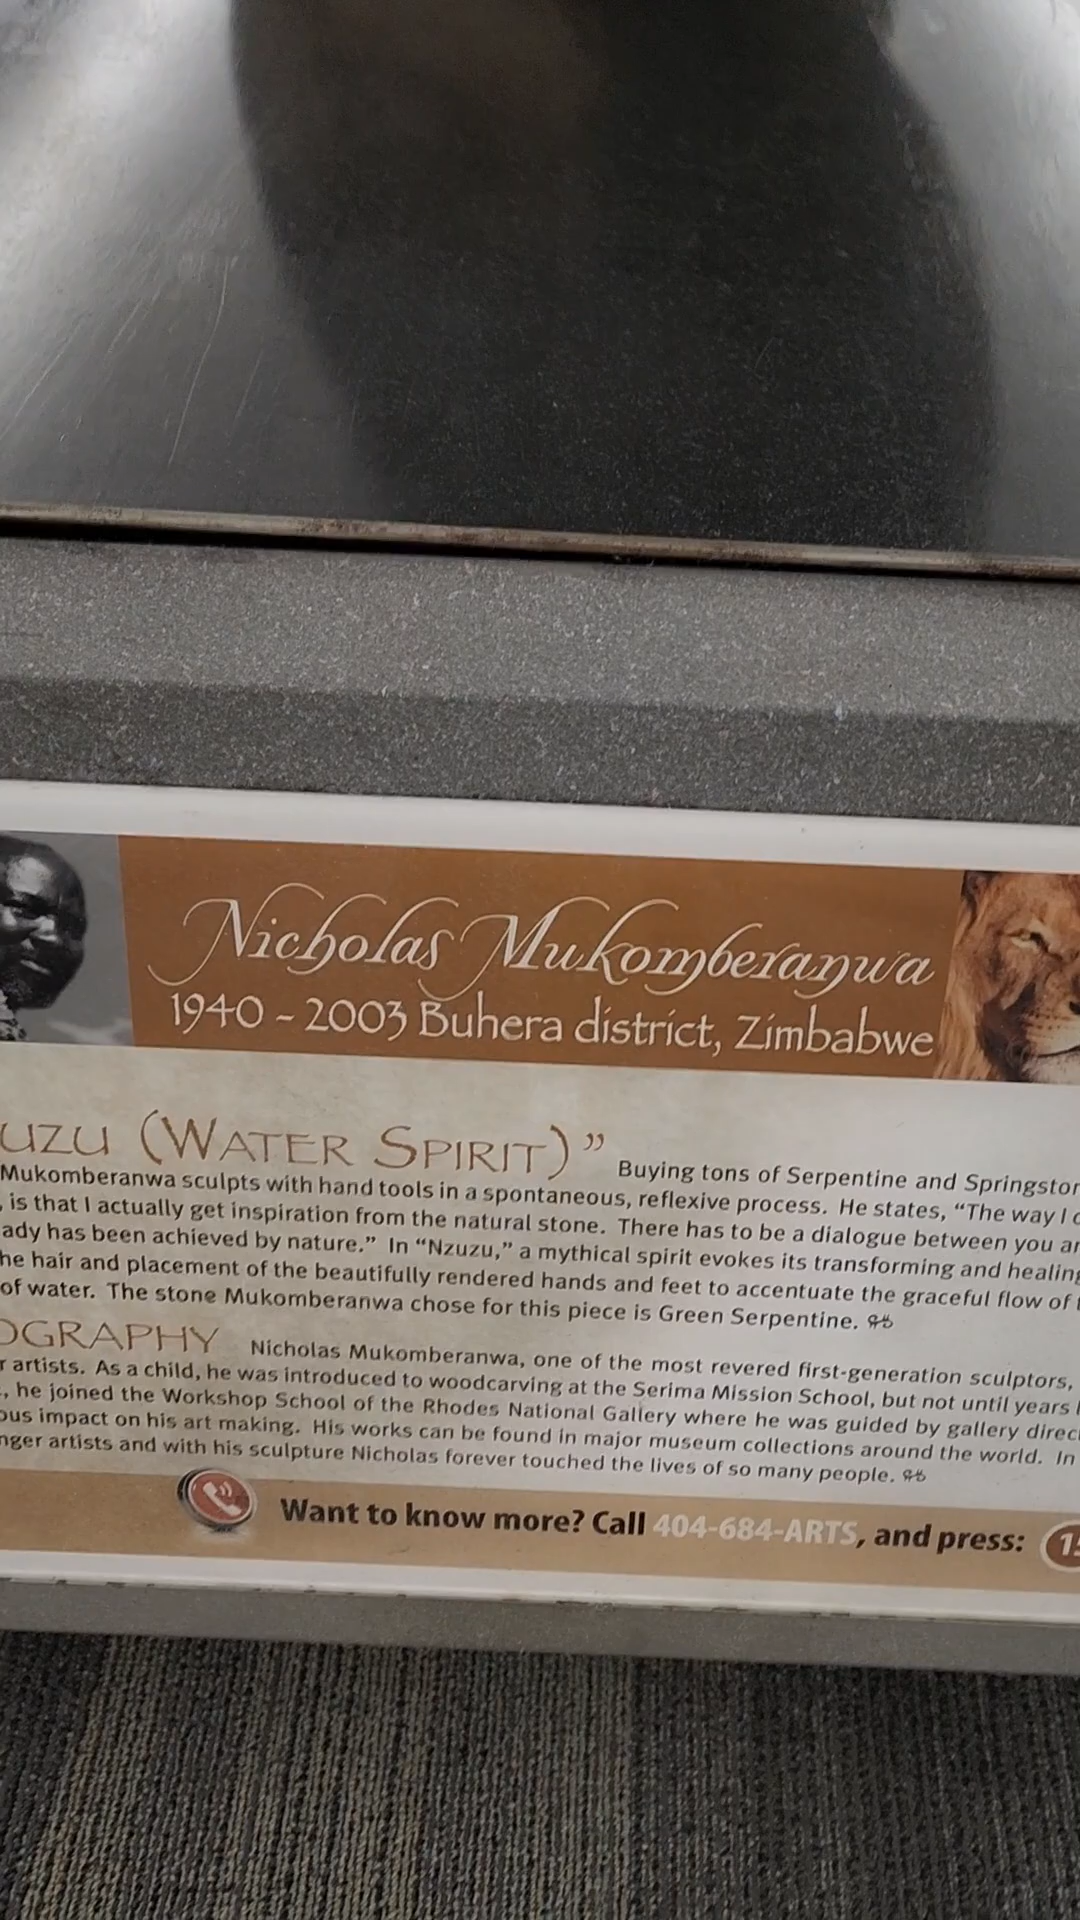 Nicholas Mukomberanwa
1940 ~ 2003 Buhera district, Zimbabwe
UZU (WATER SPIRIT)” Buying tons of Serpentine and Springstor
Mukomberanwa sculpts with hand tools in a spontaneous, reflexive process. He states, “The way I
, is that I actually get inspiration from the natural stone. There has to be a dialogue between you
ady has been achieved by nature.” In “Nzuzu,” a mythical spirit evokes its transforming and healing
he hair and placement of the beautifully rendered hands and feet to accentuate the graceful flow of
of water. The stone Mukomberanwa chose for this piece is Green Serpentine.
OGRAPHY Nicholas Mukomberanwa, one of the most revered first-generation sculptors,
r artists. As a child, he was introduced to woodcarving at the Serima Mission School, but not until years
, he joined the Workshop School of the Rhodes National Gallery where he was guided by gallery direc
ous impact on his art making. His works can be found in major museum collections around the world. In
nger artists and with his sculpture Nicholas forever touched the lives of so many people.
Want to know more? Call 404-684-ARTS, and press: